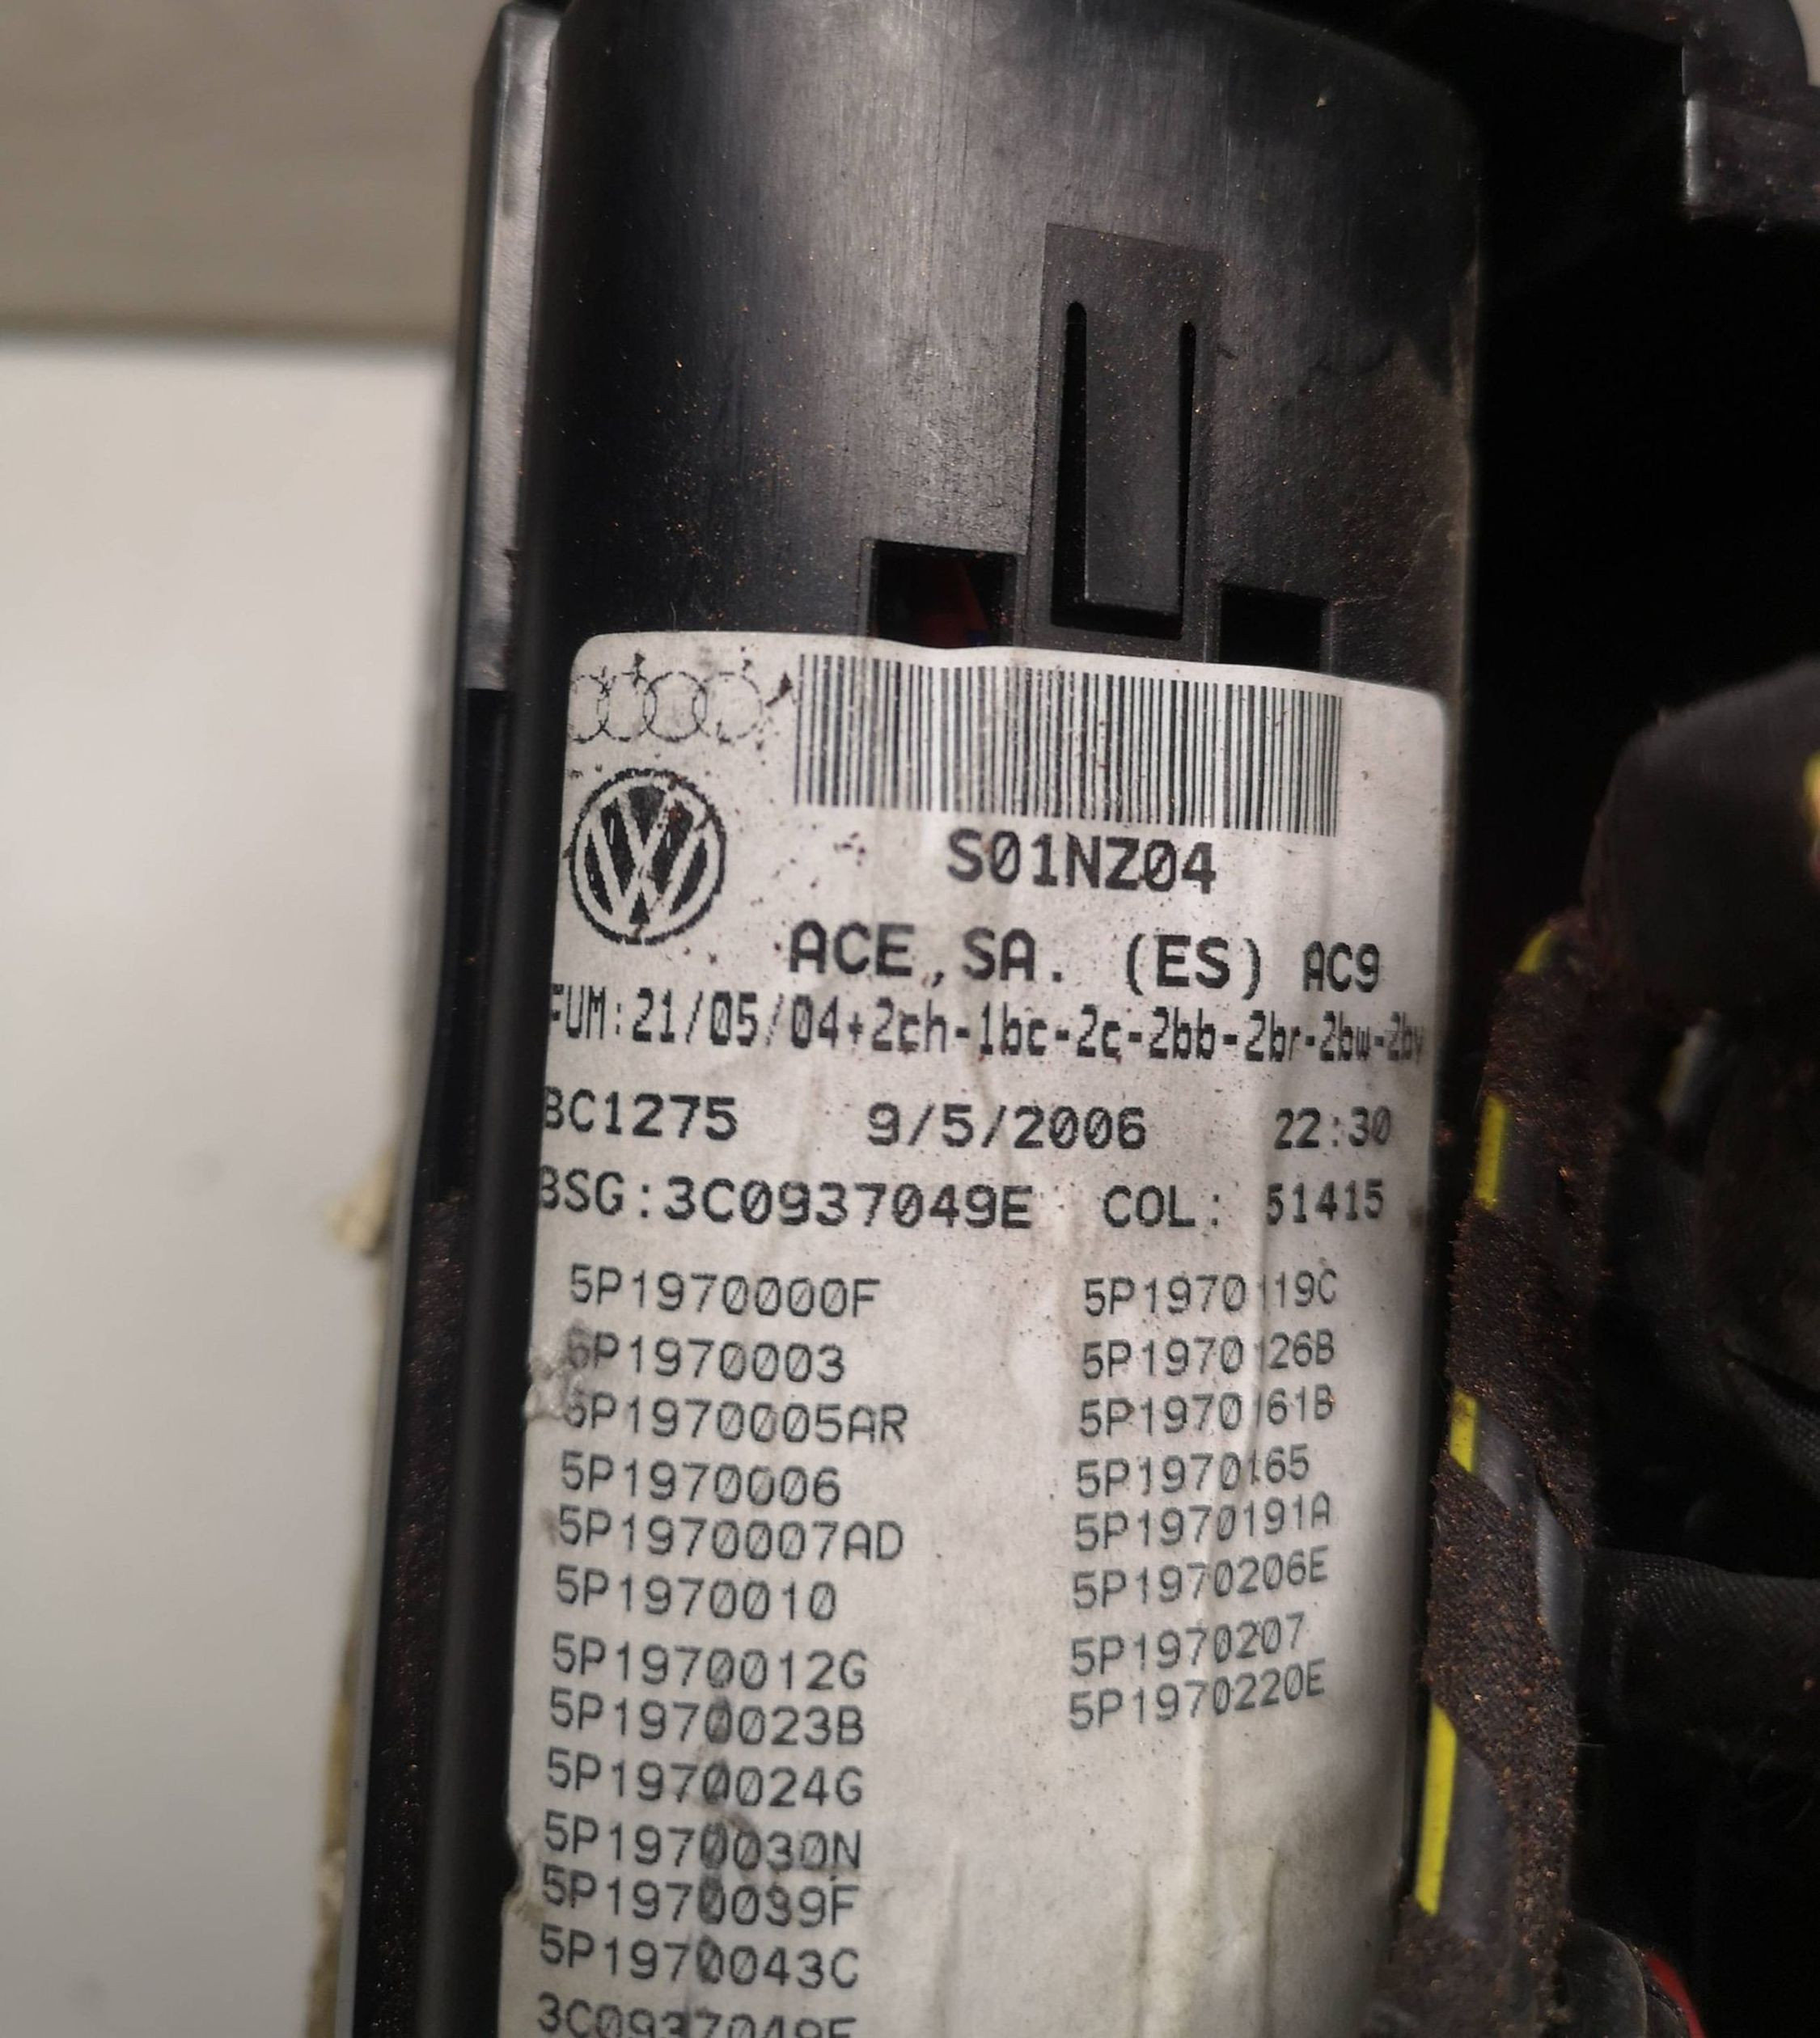 S01NZ04
ACE,SA. (ES) AC9
FUM:21/05/04+2ch-1bc-2c-2bb-2br-2bw-2bv
BC1275 9/5/2006 22:30
BSG:3C0937049E COL: 51415
5P1970000F 5P1970119C
5P1970003 5P1970126B
5P1970005AR 5P1970161B
5P1970006 5P1970165
5P1970007AD 5P1970191A
5P1970010 5P1970206E
5P1970012G 5P1970207
5P1970023B 5P1970220E
5P1970024G
5P1970030N
5P1970039F
5P1970043C
3C0937049E